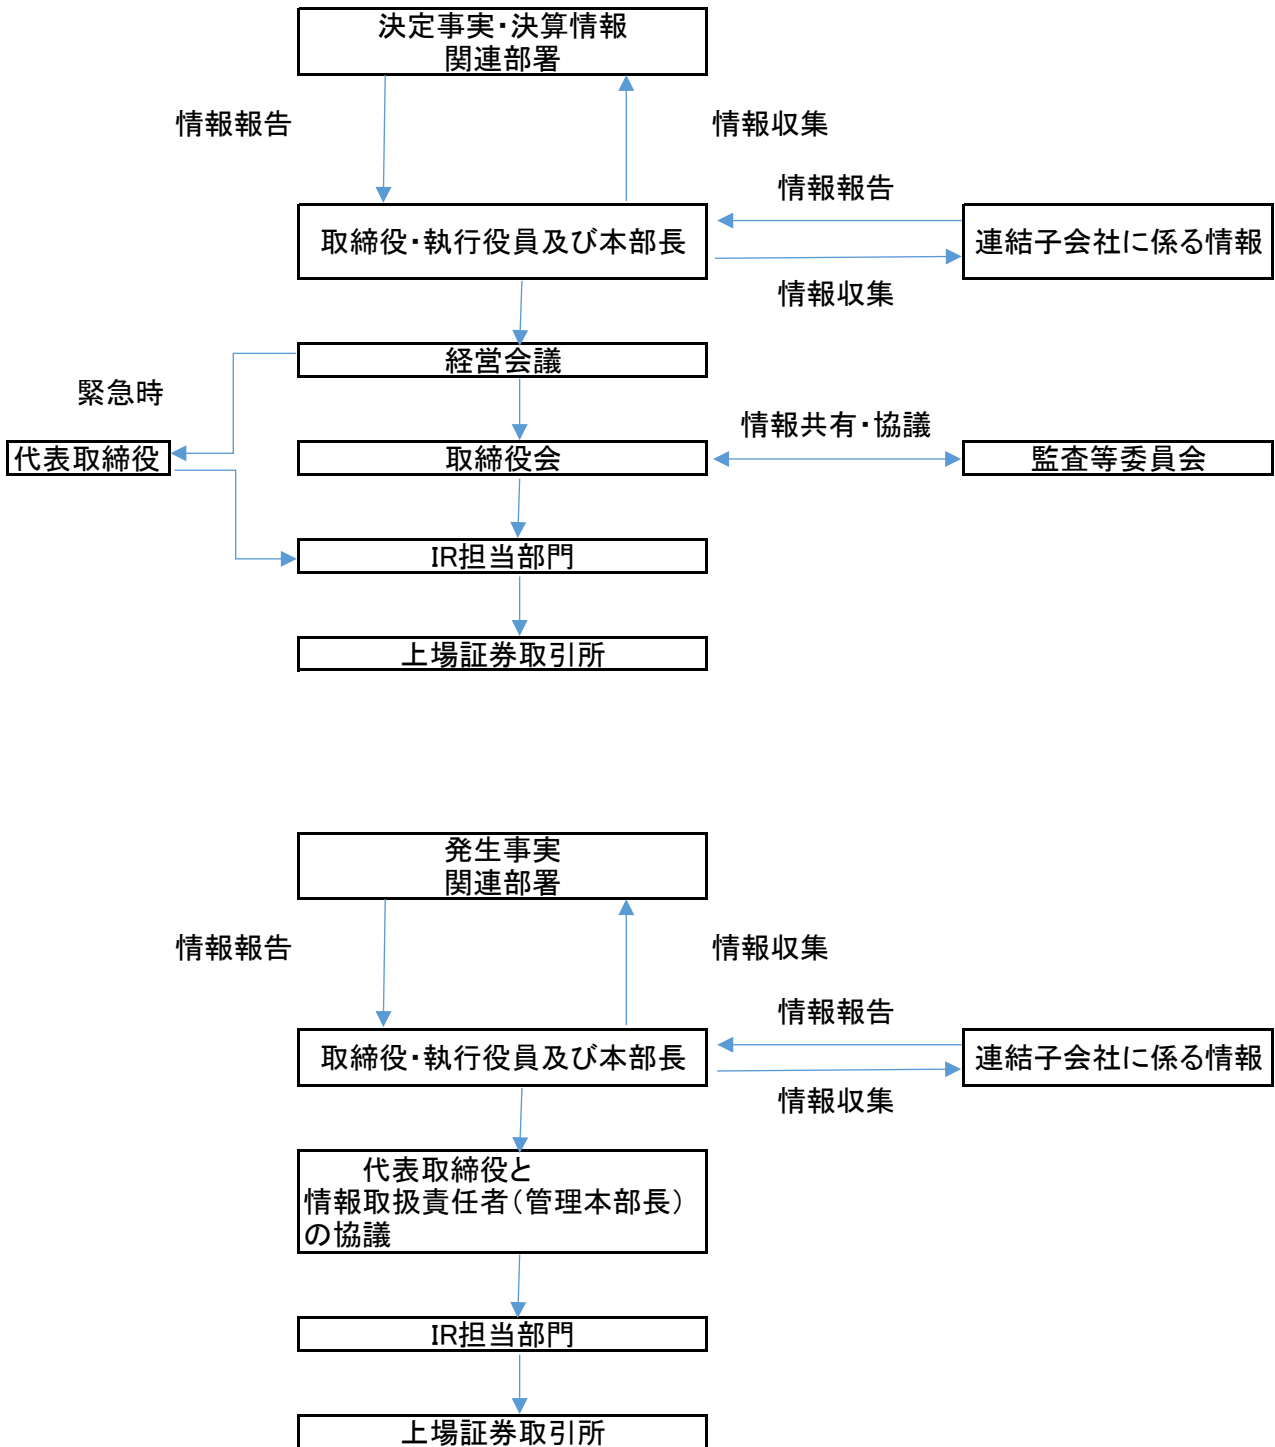 決定事実・決算情報
関連部署
情報報告
情報収集
情報報告
取締役・執行役員及び本部長
連結子会社に係る情報
情報収集
経営会議
緊急時
情報共有・協議
代表取締役
取締役会
監査等委員会
IR担当部門
上場証券取引所
発生事実
関連部署
情報報告
情報収集
情報報告
取締役・執行役員及び本部長
連結子会社に係る情報
情報収集
代表取締役と
情報取扱責任者（管理本部長）
の協議
IR担当部門
上場証券取引所